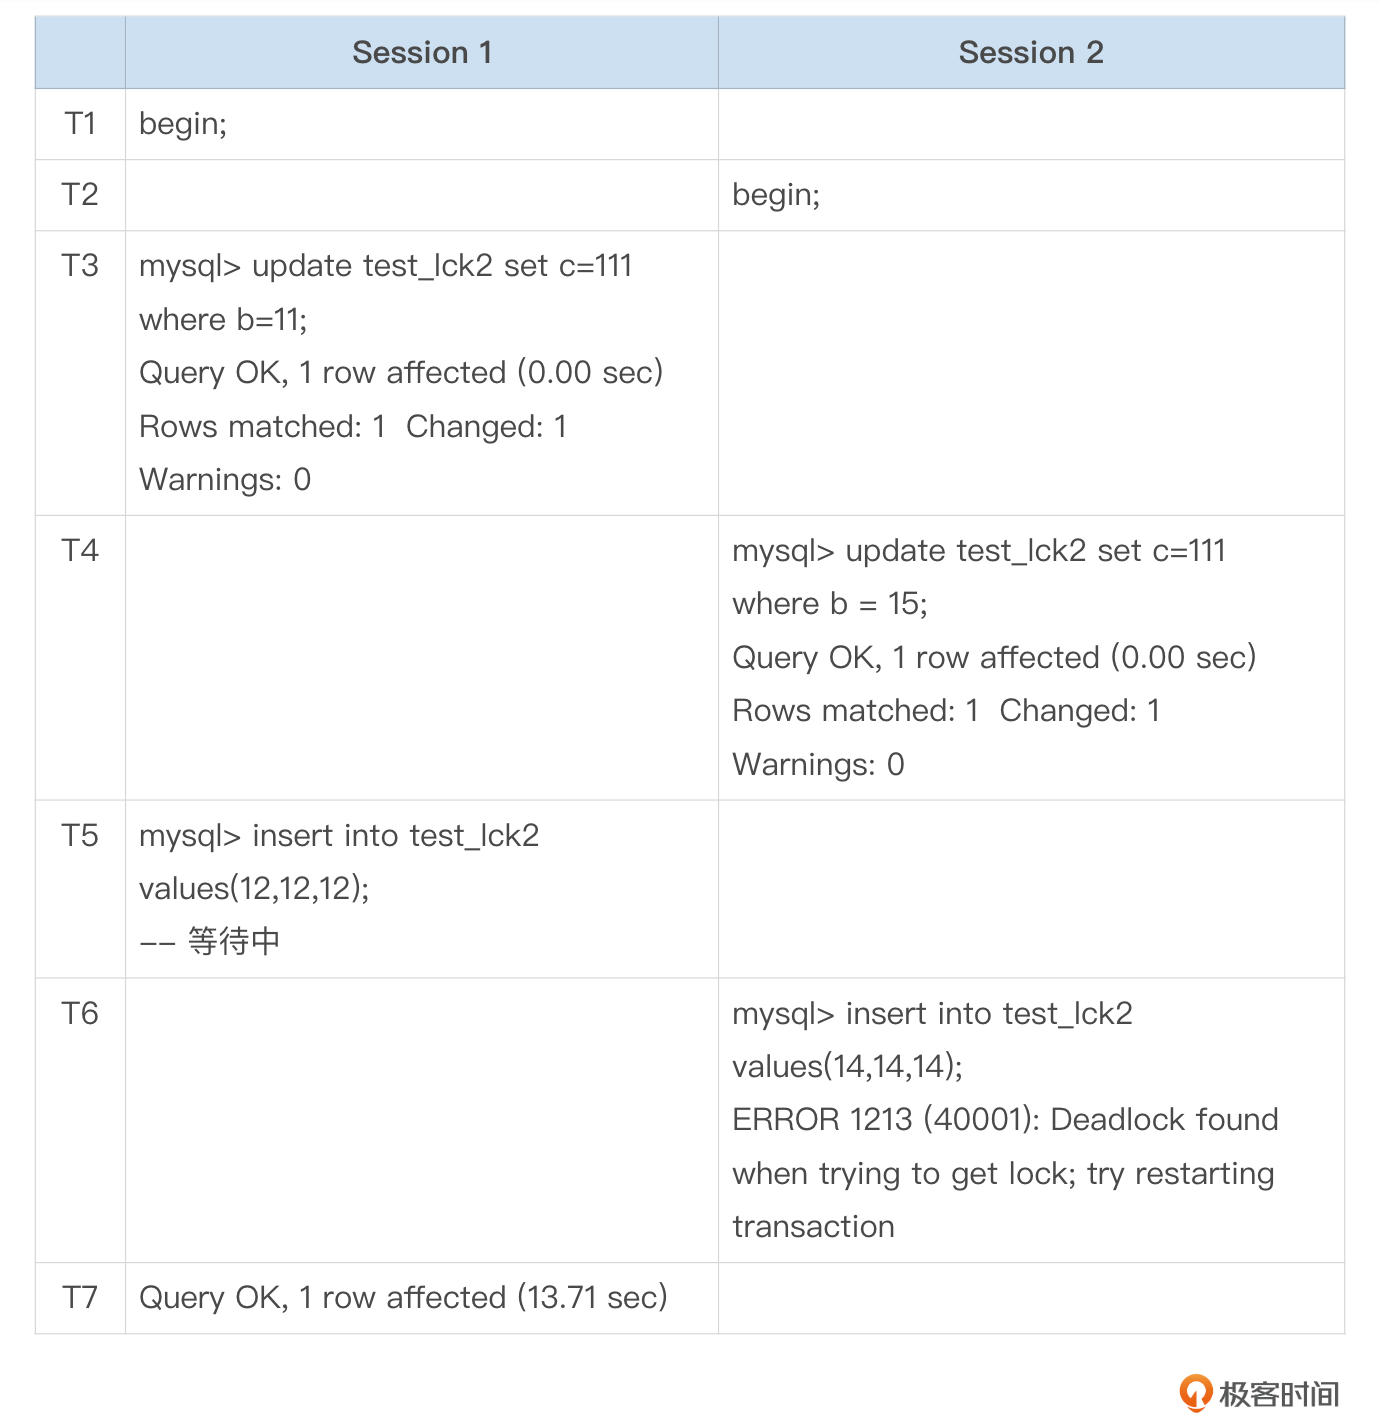 Session 1
Session 2
T1
begin;
T2
begin;
T3
mysql> update test_lck2 set c=111
where b=11;
Query OK, 1 row affected (0.00 sec)
Rows matched: 1  Changed: 1
Warnings: 0
T4
mysql> update test_lck2 set c=111
where b = 15;
Query OK, 1 row affected (0.00 sec)
Rows matched: 1  Changed: 1
Warnings: 0
T5
mysql> insert into test_lck2
values(12,12,12);
-- 等待中
T6
mysql> insert into test_lck2
values(14,14,14);
ERROR 1213 (40001): Deadlock found
when trying to get lock; try restarting
transaction
T7
Query OK, 1 row affected (13.71 sec)
极客时间